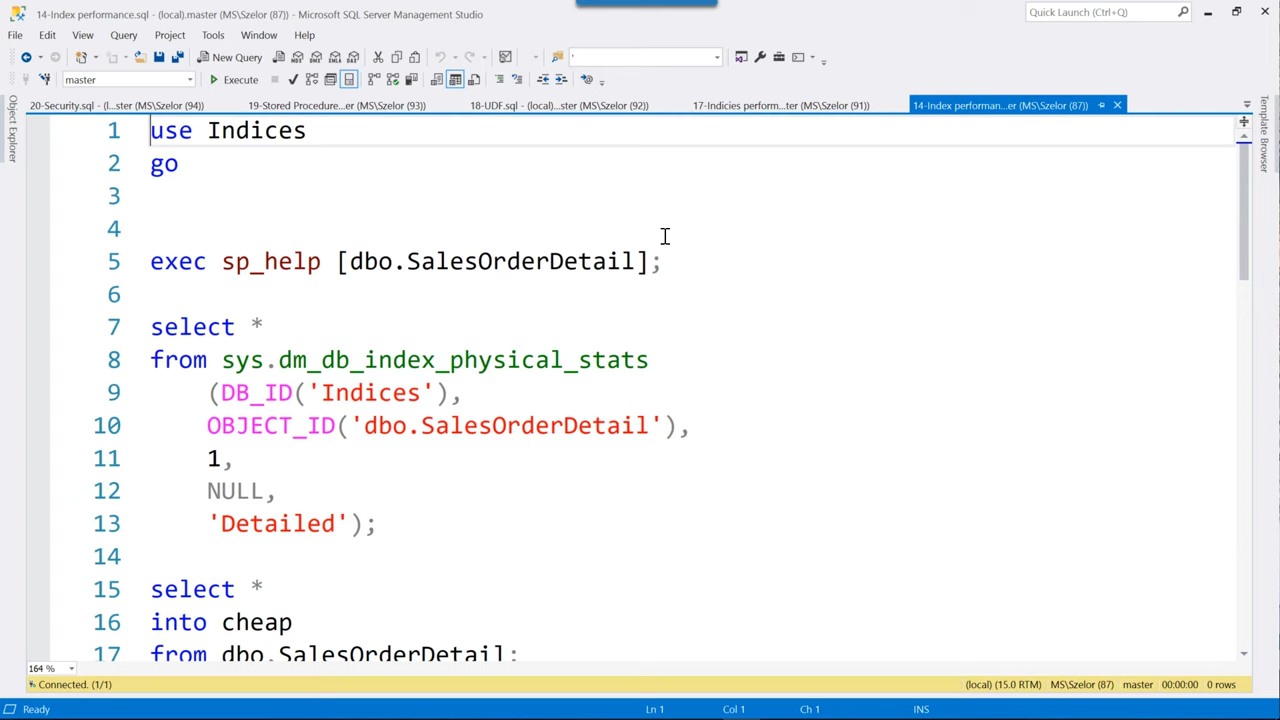 14-Index performance.sql - (local).master (MS\Szelor (87)) - Microsoft SQL Server Management Studio
Quick Launch (Ctrl+Q)
File Edit View Query Project Tools Window Help
New Query
master
Execute
20-Security.sql - (l...ster (MS\Szelor (94))
19-Stored Procedure...er (MS\Szelor (93))
18-UDF.sql - (local)...ster (MS\Szelor (92))
17-Indicies perform...ter (MS\Szelor (91))
14-Index performan...er (MS\Szelor (87))
Object Explorer
Template Browser
1 use Indices
2 go
3
4
5 exec sp_help [dbo.SalesOrderDetail];
6
7 select *
8 from sys.dm_db_index_physical_stats
9 (DB_ID('Indices'),
10 OBJECT_ID('dbo.SalesOrderDetail'),
11 1,
12 NULL,
13 'Detailed');
14
15 select *
16 into cheap
17 from dbo.SalesOrderDetail;
164 %
Connected. (1/1)
(local) (15.0 RTM) MS\Szelor (87) master 00:00:00 0 rows
Ready
Ln 1 Col 1 Ch 1 INS